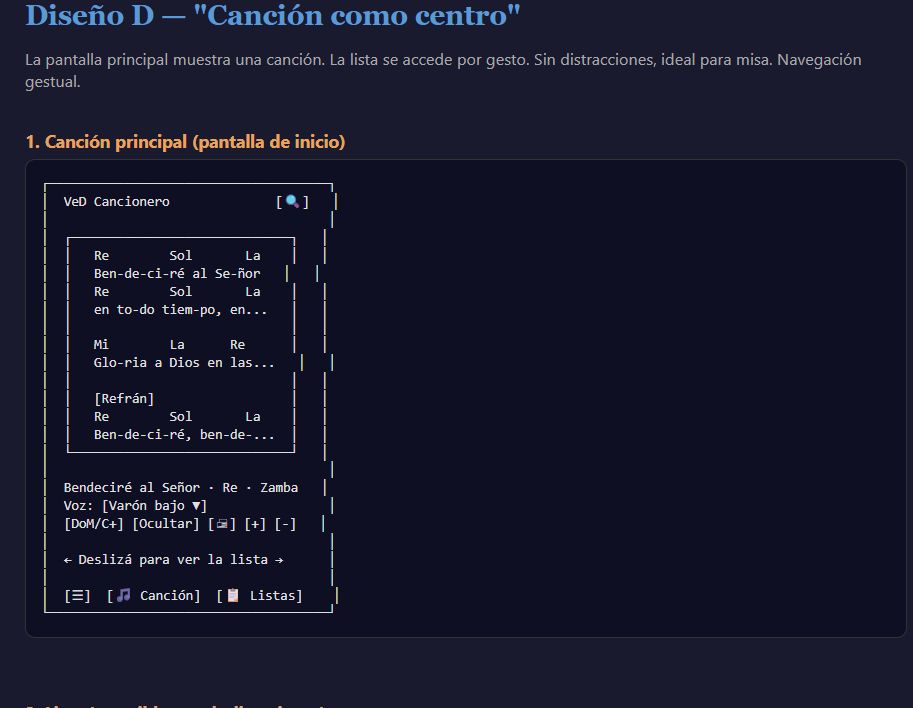 Diseño D — "Canción como centro"
La pantalla principal muestra una canción. La lista se accede por gesto. Sin distracciones, ideal para misa. Navegación
gestual.
1. Canción principal (pantalla de inicio)
VeD Cancionero [🔍]
Re Sol La
Ben-de-ci-ré al Se-ñor
Re Sol La
en to-do tiem-po, en...
Mi La Re
Glo-ria a Dios en las...
[Refrán]
Re Sol La
Ben-de-ci-ré, ben-de-...
Bendeciré al Señor · Re · Zamba
Voz: [Varón bajo ▼]
[DoM/C+] [Ocultar] [📻] [+] [-]
← Deslizá para ver la lista →
[☰] [🎵 Canción] [📋 Listas]